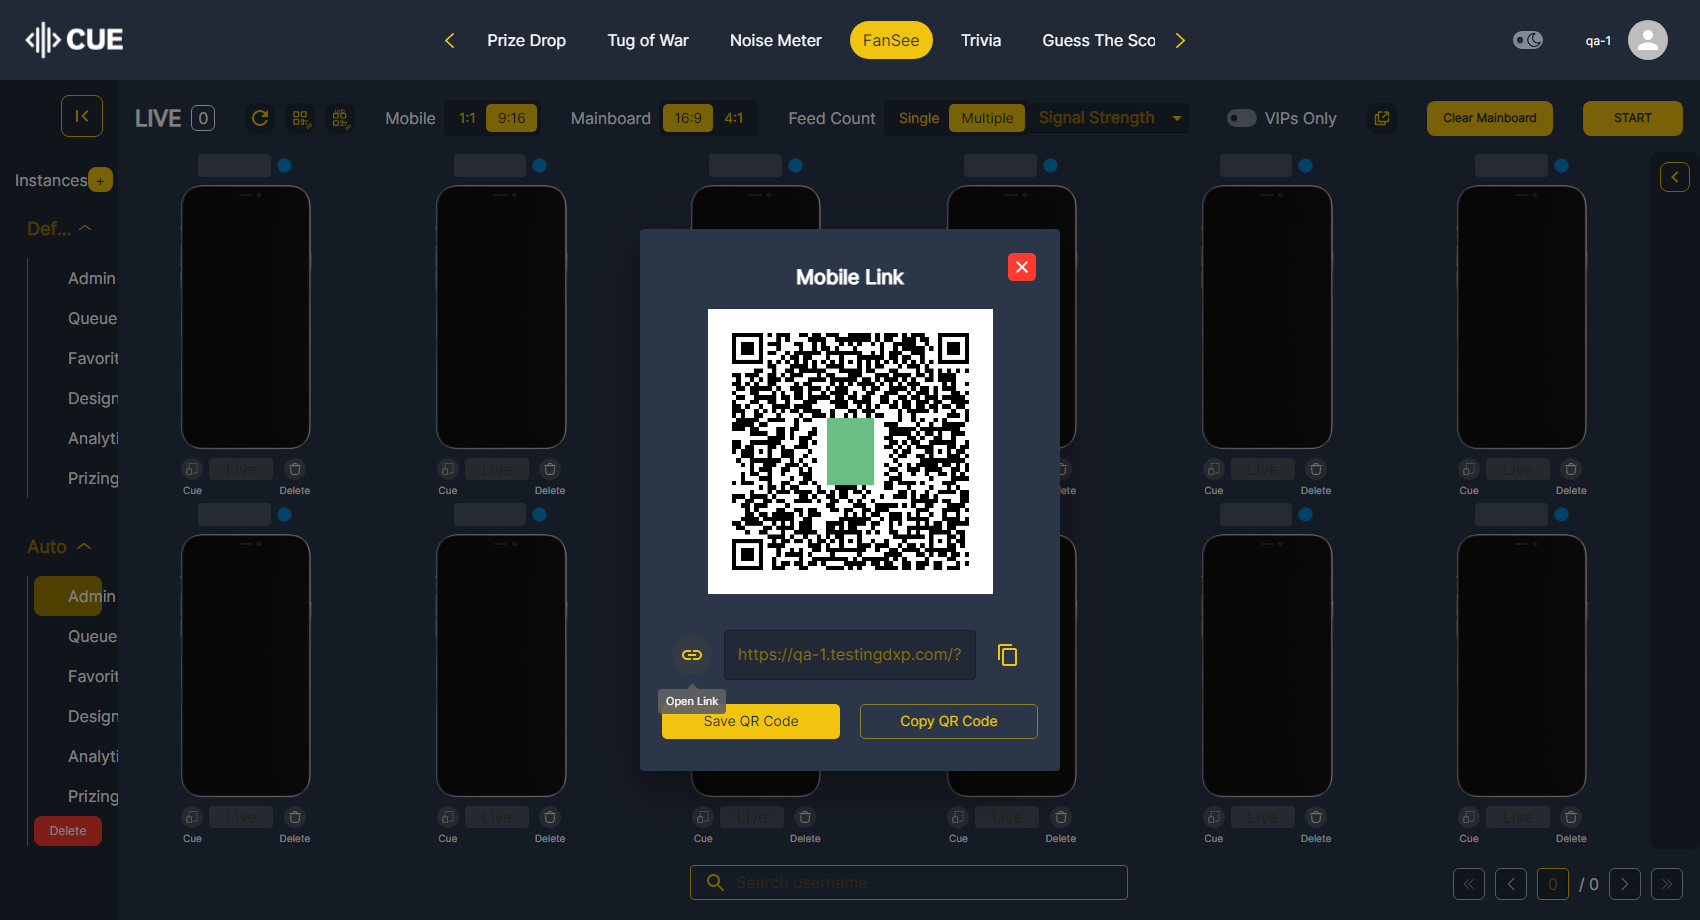 CUE
Prize Drop
Tug of War
Noise Meter
FanSee
Trivia
Guess The Sco
qa-1
LIVE 0
Mobile 1:1 9:16
Mainboard 16:9 4:1
Feed Count Single Multiple Signal Strength
VIPs Only
Clear Mainboard
START
Instances +
Def...
Admin
Queue
Favorit
Design
Analyti
Prizing
Auto
Admin
Queue
Favorit
Design
Analyti
Prizing
Delete
Mobile Link
https://qa-1.testingdxp.com/?
Open Link
Save QR Code
Copy QR Code
Live
Live
Live
Live
Cue Delete
Cue Delete
lete
Cue Delete
Cue Delete
Live
Live
Live
Live
Live
Live
Cue Delete
Cue Delete
Cue Delete
Cue Delete
Cue Delete
Cue Delete
Search username
0 / 0